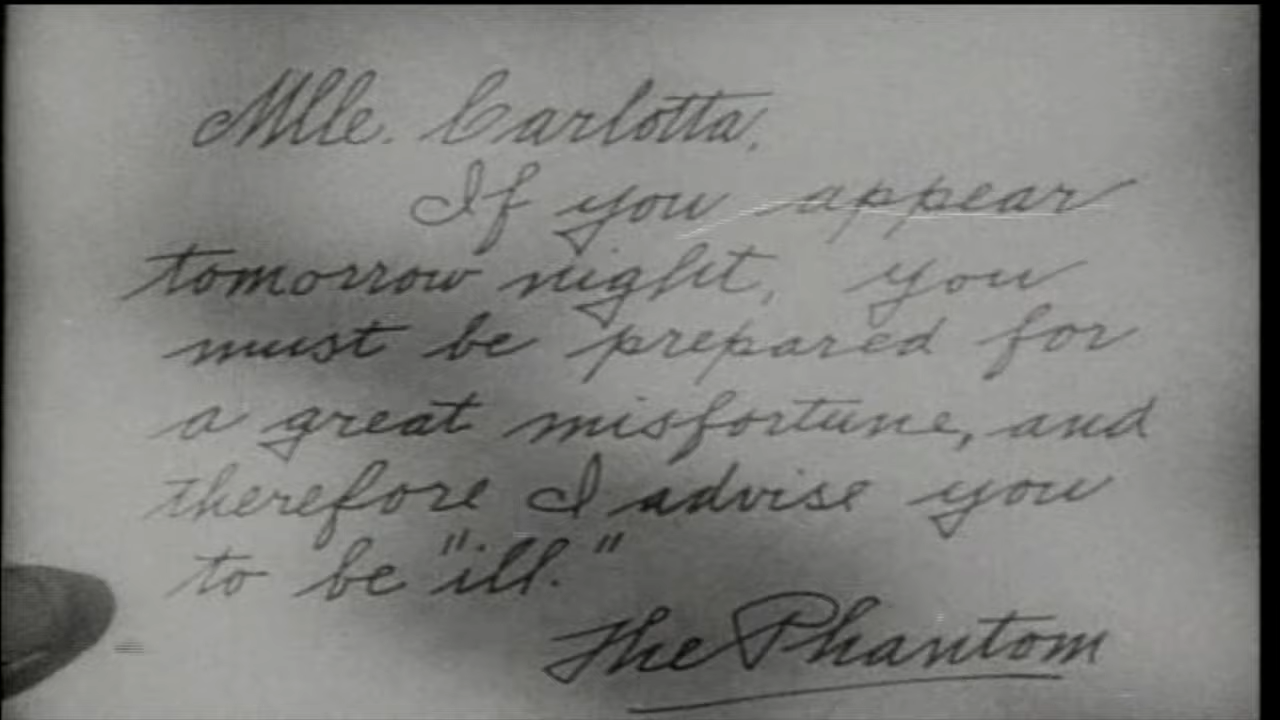 Mlle. Carlotta,
If you appear
tomorrow night, you
must be prepared for
a great misfortune, and
therefore I advise you
to be "ill."
The Phantom